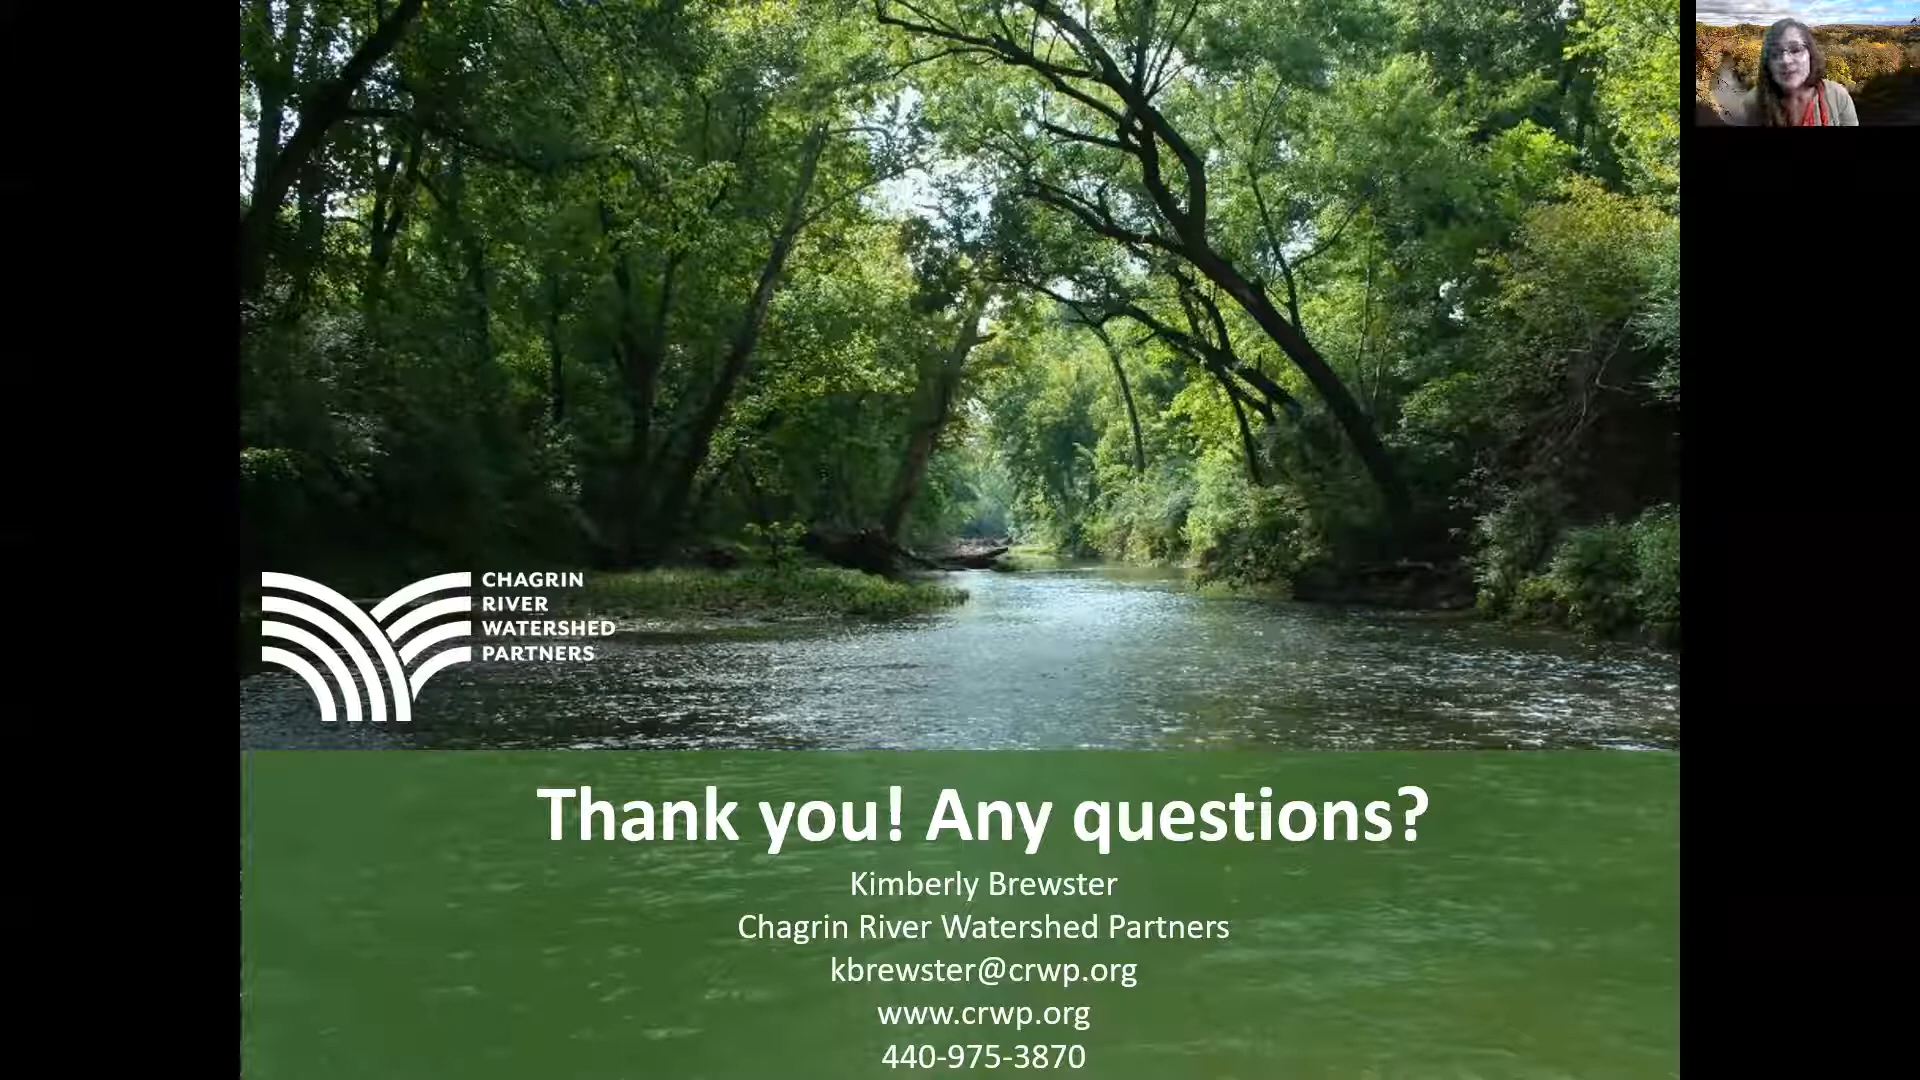 CHAGRIN
RIVER
WATERSHED
PARTNERS
Thank you! Any questions?
Kimberly Brewster
Chagrin River Watershed Partners
kbrewster@crwp.org
www.crwp.org
440-975-3870